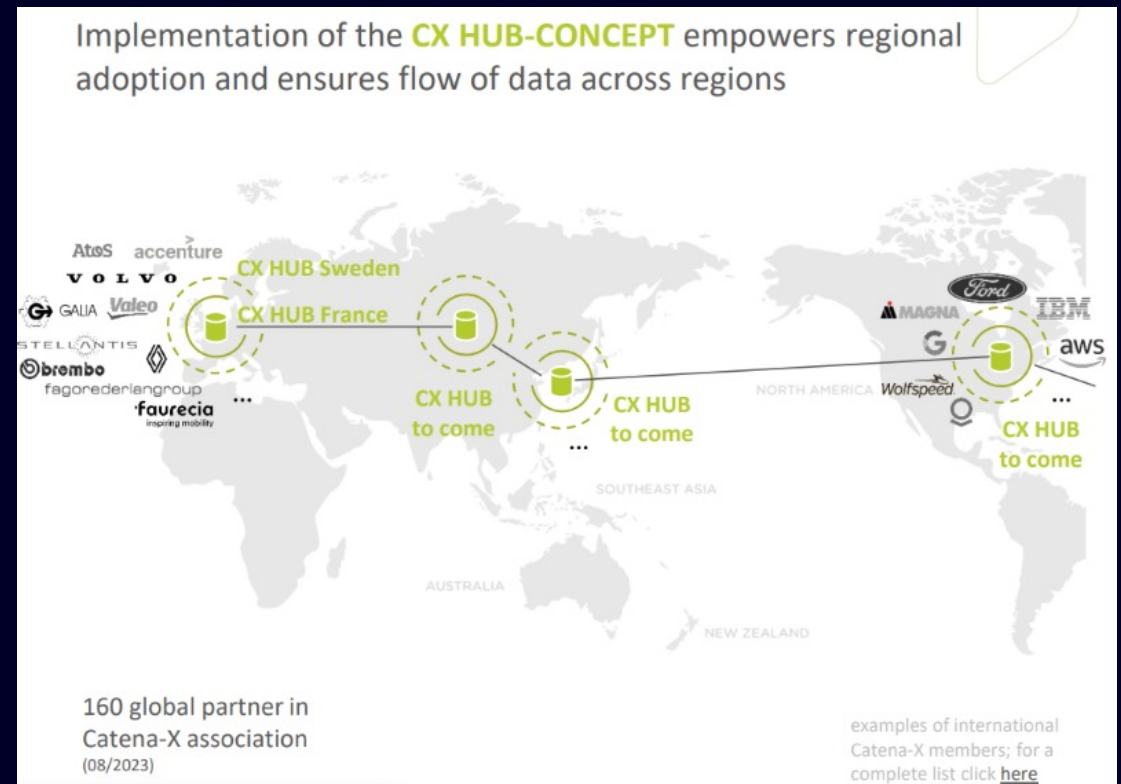 Implementation of the CX HUB-CONCEPT empowers regional
adoption and ensures flow of data across regions
Atos accenture
VOLVO
GALIA Valeo
STELLANTIS
brembo
fagorederlangroup
faurecia
inspiring mobility
...
CX HUB Sweden
CX HUB France
CX HUB
to come
CX HUB
to come
...
Ford
MAGNA
IBM
G
aws
NORTH AMERICA
Wolfspeed
...
CX HUB
to come
SOUTHEAST ASIA
AUSTRALIA
NEW ZEALAND
160 global partner in
Catena-X association
(08/2023)
examples of international
Catena-X members; for a
complete list click here